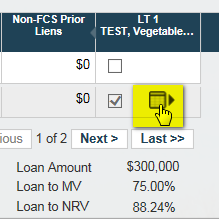 Non-FCS Prior
Liens
LT 1
TEST, Vegetable...
$0
$0
ious 1 of 2 Next > Last >>
Loan Amount $300,000
Loan to MV 75.00%
Loan to NRV 88.24%